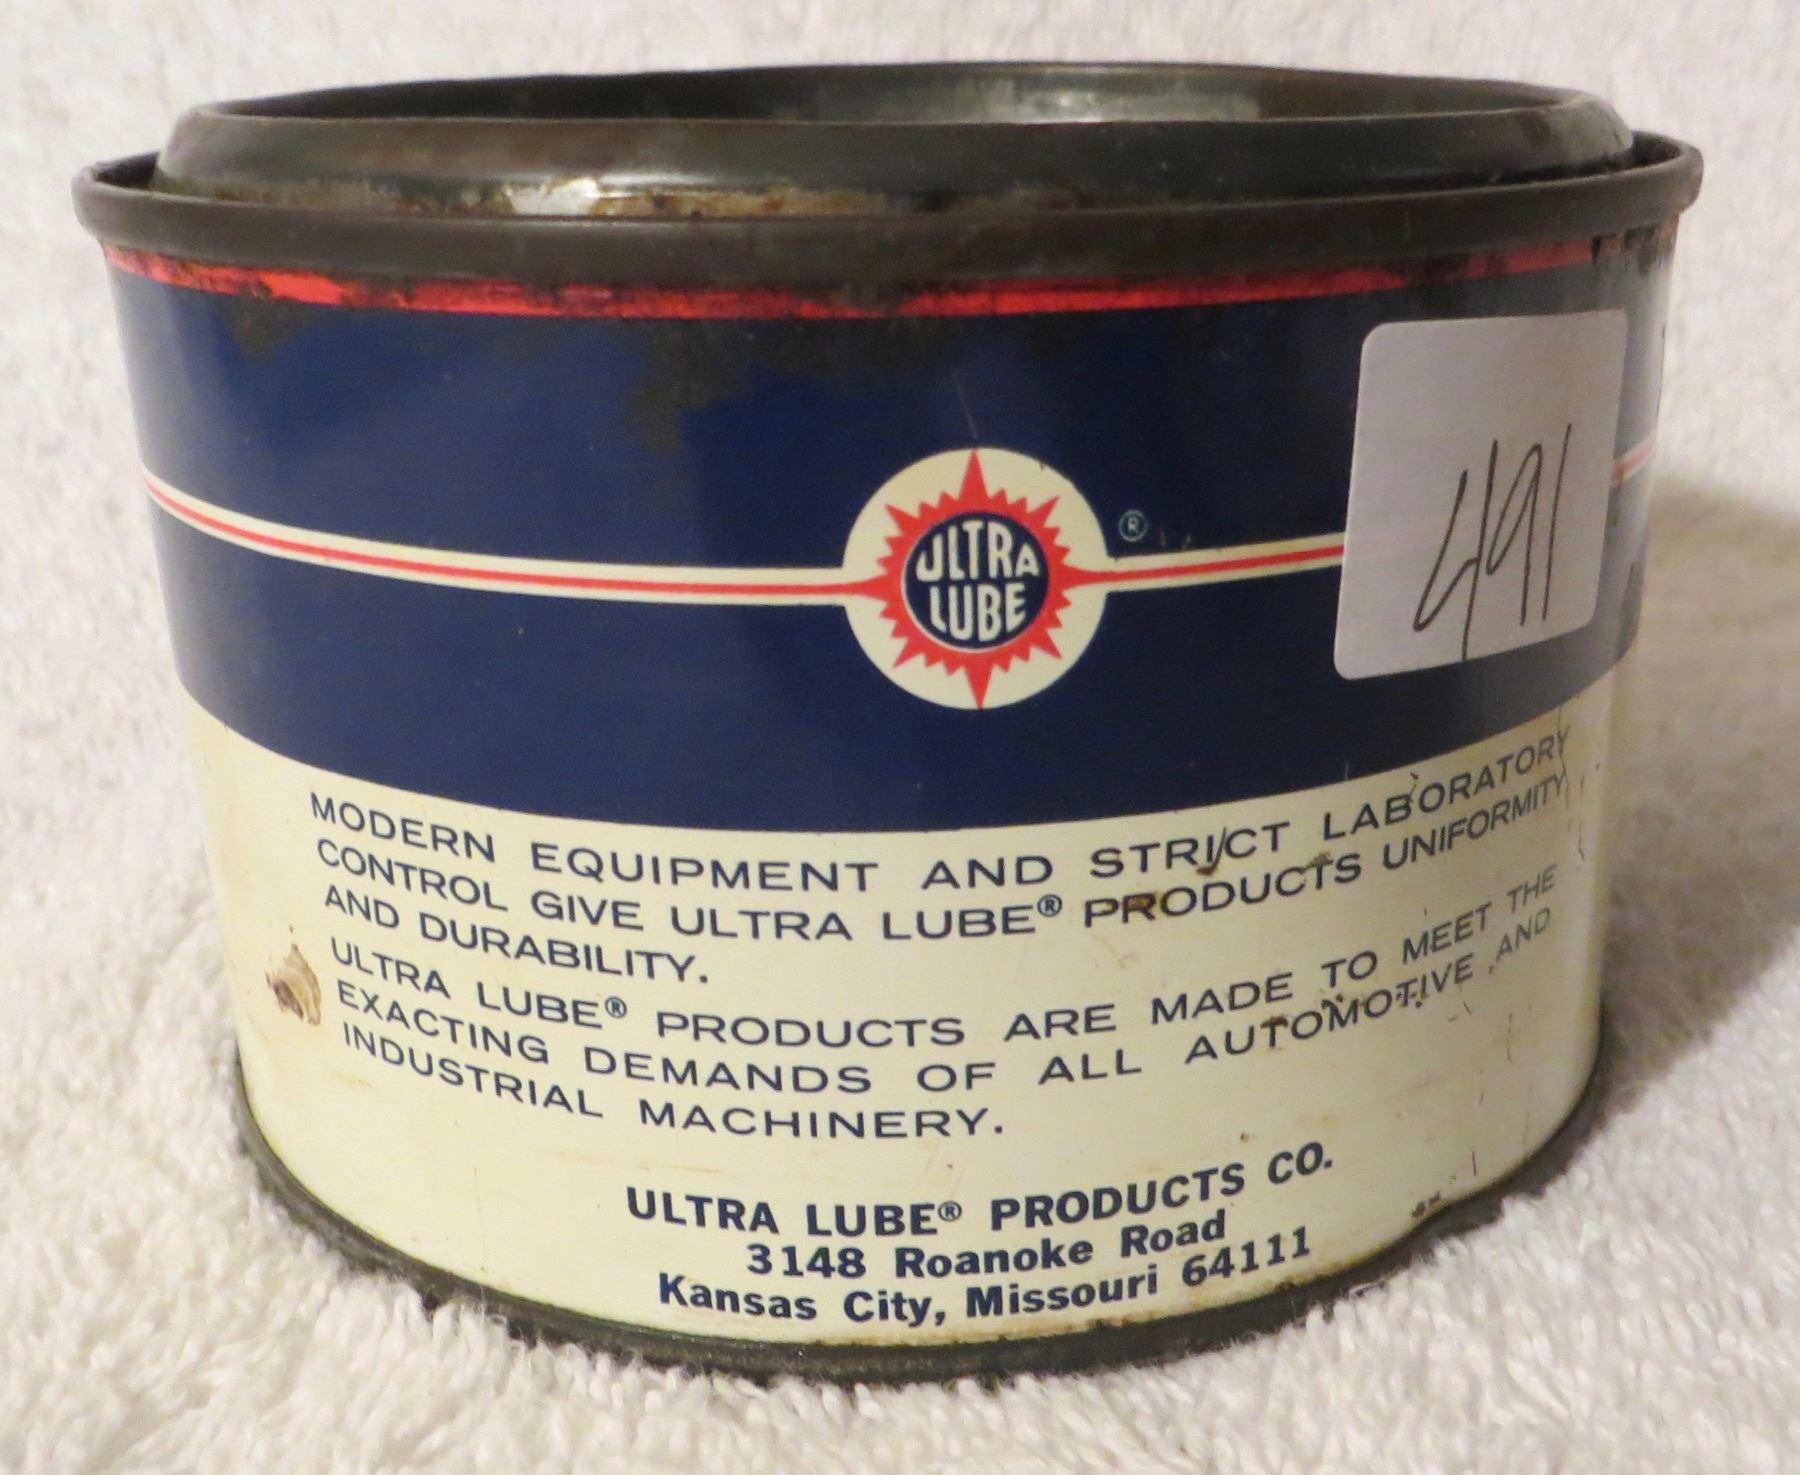 ULTRA
LUBE
®
491
MODERN EQUIPMENT AND STRICT LABORATORY
CONTROL GIVE ULTRA LUBE® PRODUCTS UNIFORMITY
AND DURABILITY.
ULTRA LUBE® PRODUCTS ARE MADE TO MEET THE
EXACTING DEMANDS OF ALL AUTOMOTIVE AND
INDUSTRIAL MACHINERY.
ULTRA LUBE® PRODUCTS CO.
3148 Roanoke Road
Kansas City, Missouri 64111